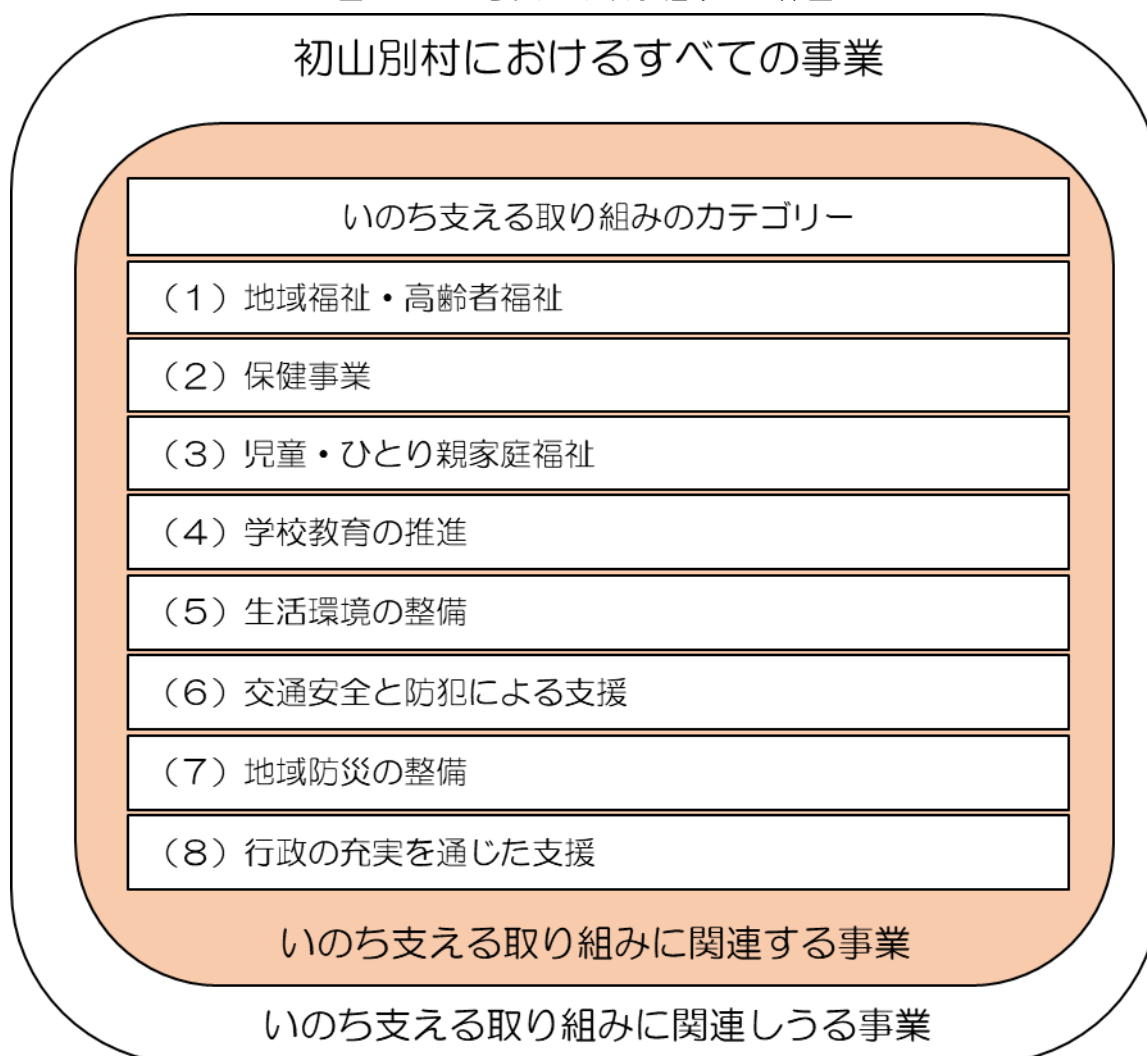 初山別村におけるすべての事業
いのち支える取り組みのカテゴリー
（１）地域福祉・高齢者福祉
（２）保健事業
（３）児童・ひとり親家庭福祉
（４）学校教育の推進
（５）生活環境の整備
（６）交通安全と防犯による支援
（７）地域防災の整備
（８）行政の充実を通じた支援
いのち支える取り組みに関連する事業
いのち支える取り組みに関連しうる事業